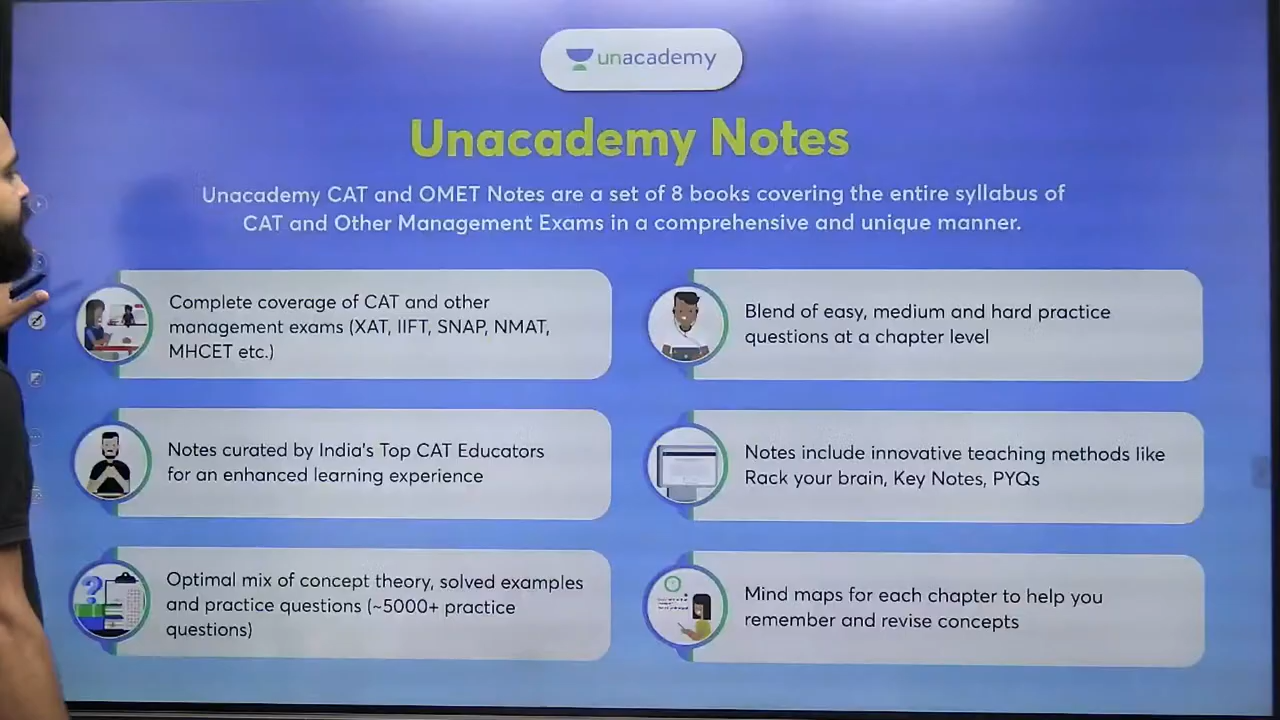 unacademy
Unacademy Notes
Unacademy CAT and OMET Notes are a set of 8 books covering the entire syllabus of
CAT and Other Management Exams in a comprehensive and unique manner.
Complete coverage of CAT and other
management exams (XAT, IIFT, SNAP, NMAT,
MHCET etc.)
Blend of easy, medium and hard practice
questions at a chapter level
Notes curated by India's Top CAT Educators
for an enhanced learning experience
Notes include innovative teaching methods like
Rack your brain, Key Notes, PYQs
Optimal mix of concept theory, solved examples
and practice questions (~5000+ practice
questions)
Mind maps for each chapter to help you
remember and revise concepts